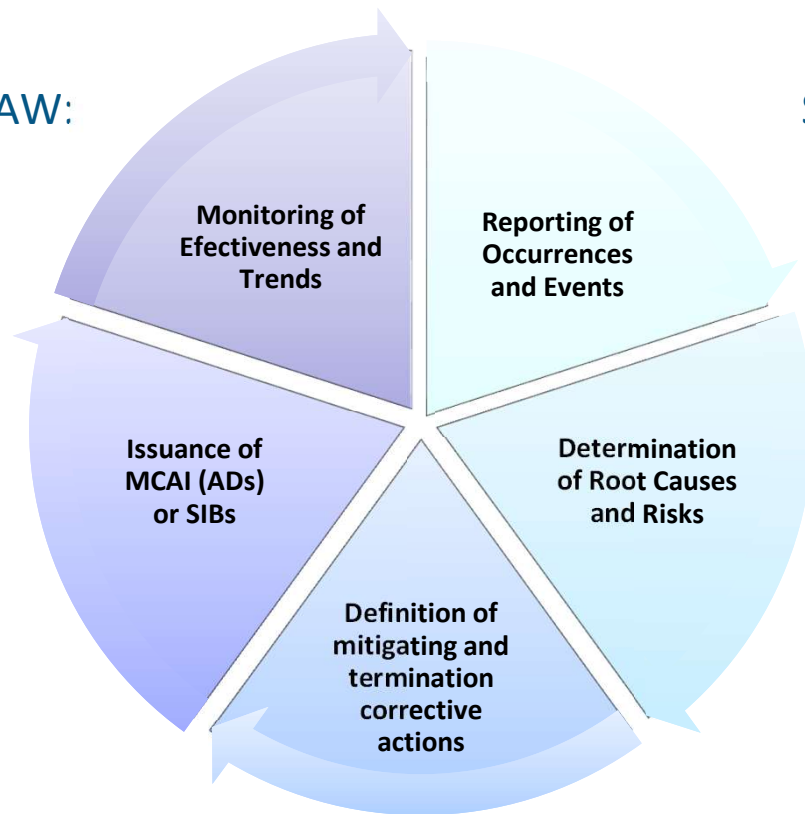 AW:
S
Monitoring of
Efectiveness and
Trends
Reporting of
Occurrences
and Events
Issuance of
MCAI (ADs)
or SIBs
Determination
of Root Causes
and Risks
Definition of
mitigating and
termination
corrective
actions